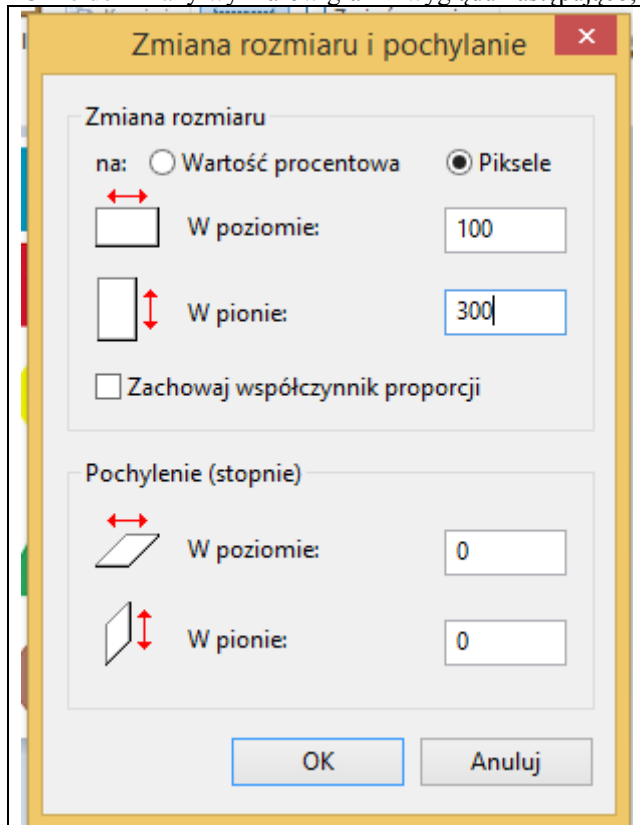 Zmiana rozmiaru i pochylanie
Zmiana rozmiaru
na: Wartość procentowa Piksele
W poziomie: 100
W pionie: 300
Zachowaj współczynnik proporcji
Pochylenie (stopnie)
W poziomie: 0
W pionie: 0
OK Anuluj